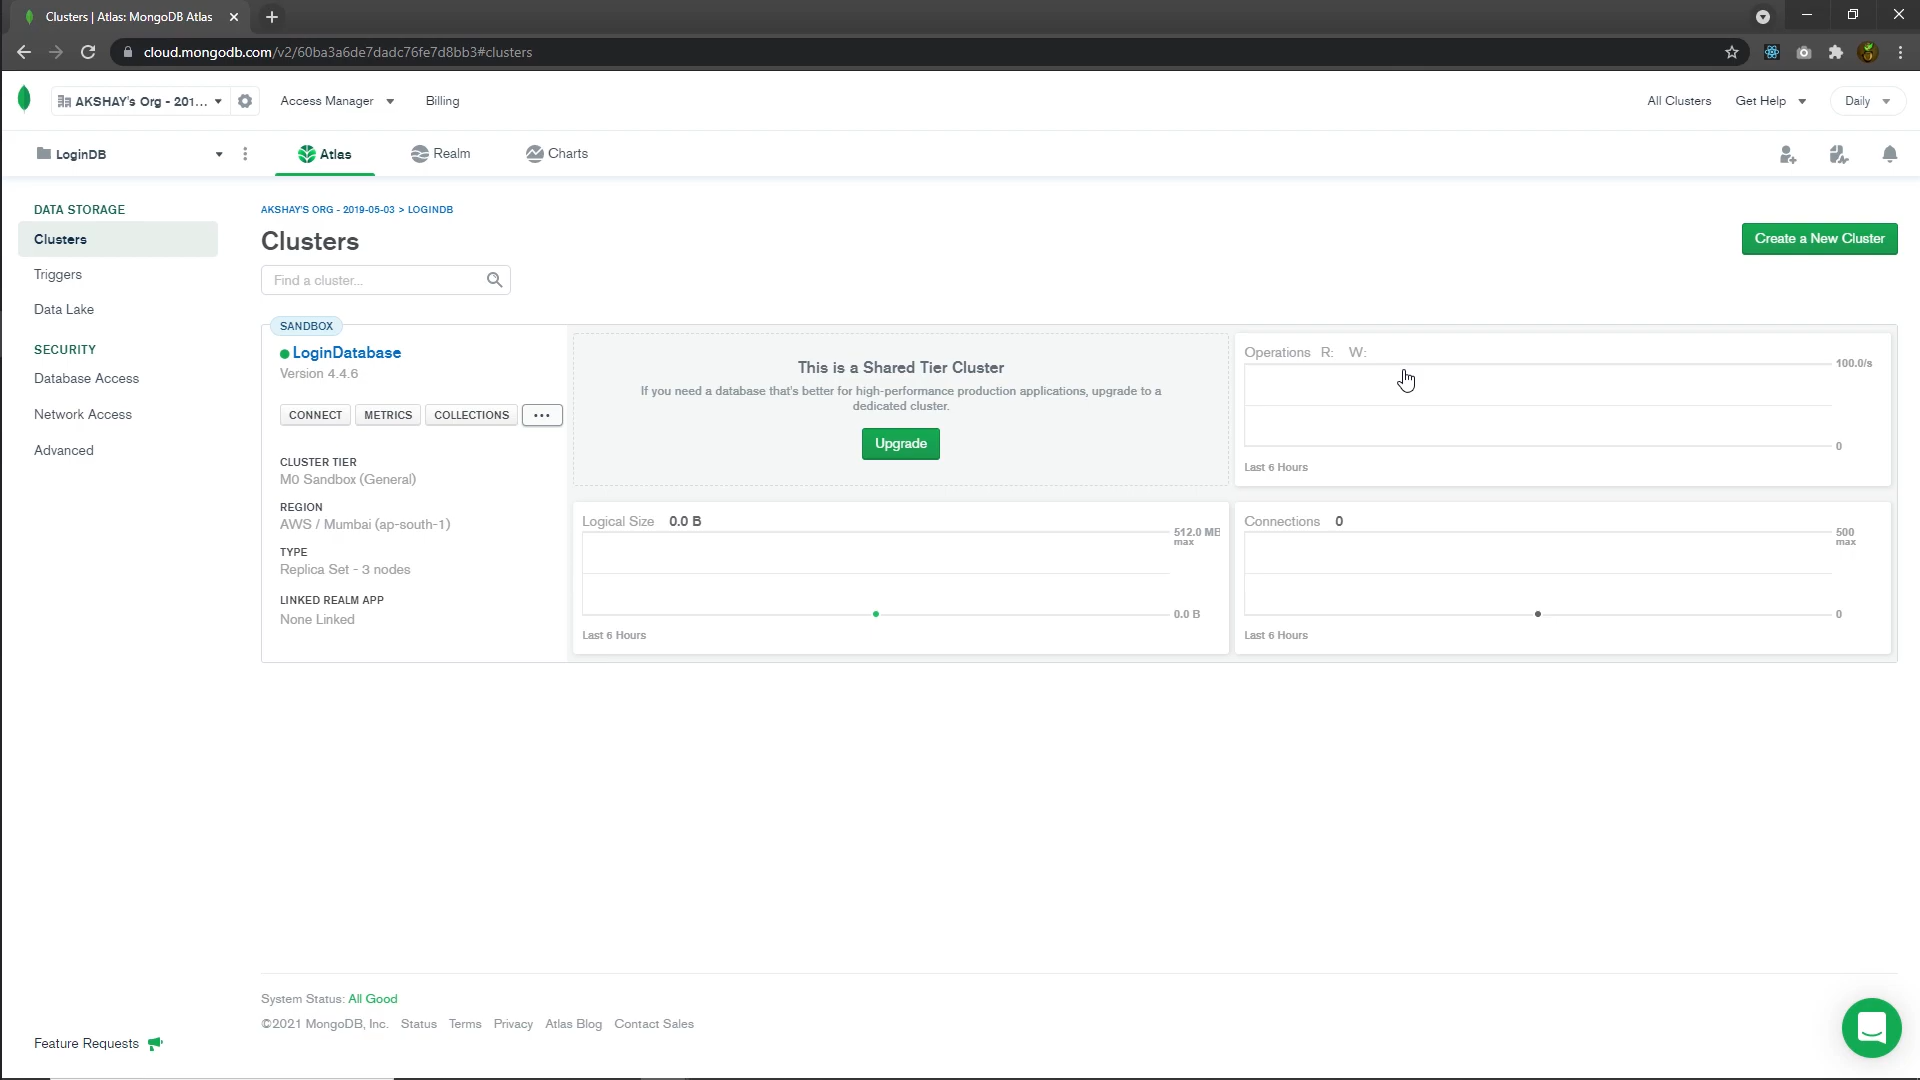 Clusters | Atlas: MongoDB Atlas
cloud.mongodb.com/v2/60ba3a6de7dadc76fe7d8bb3#clusters
AKSHAY's Org - 201...
Access Manager
Billing
All Clusters
Get Help
Daily
LoginDB
Atlas
Realm
Charts
DATA STORAGE
Clusters
Triggers
Data Lake
SECURITY
Database Access
Network Access
Advanced
AKSHAY'S ORG - 2019-05-03 > LOGINDB
Clusters
Create a New Cluster
Find a cluster...
SANDBOX
LoginDatabase
Version 4.4.6
CONNECT
METRICS
COLLECTIONS
...
CLUSTER TIER
M0 Sandbox (General)
REGION
AWS / Mumbai (ap-south-1)
TYPE
Replica Set - 3 nodes
LINKED REALM APP
None Linked
This is a Shared Tier Cluster
If you need a database that's better for high-performance production applications, upgrade to a
dedicated cluster.
Upgrade
Operations R: W:
100.0/s
0
Last 6 Hours
Logical Size 0.0 B
512.0 MB
max
0.0 B
Last 6 Hours
Connections 0
500
max
0
Last 6 Hours
System Status: All Good
©2021 MongoDB, Inc. Status Terms Privacy Atlas Blog Contact Sales
Feature Requests